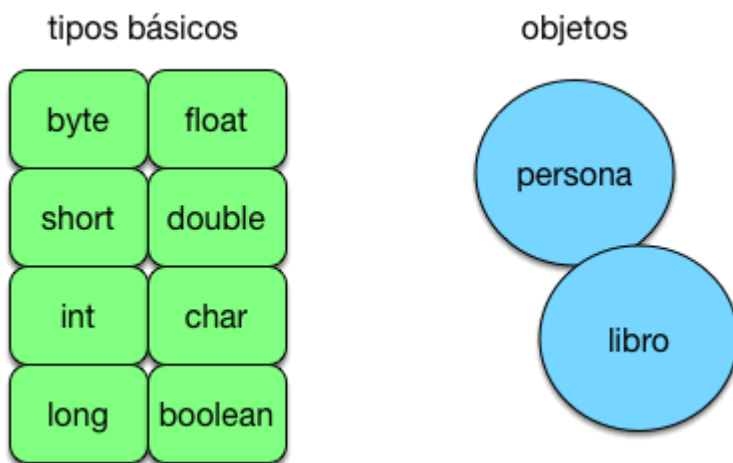 tipos básicos
objetos
byte
float
persona
short
double
int
char
libro
long
boolean